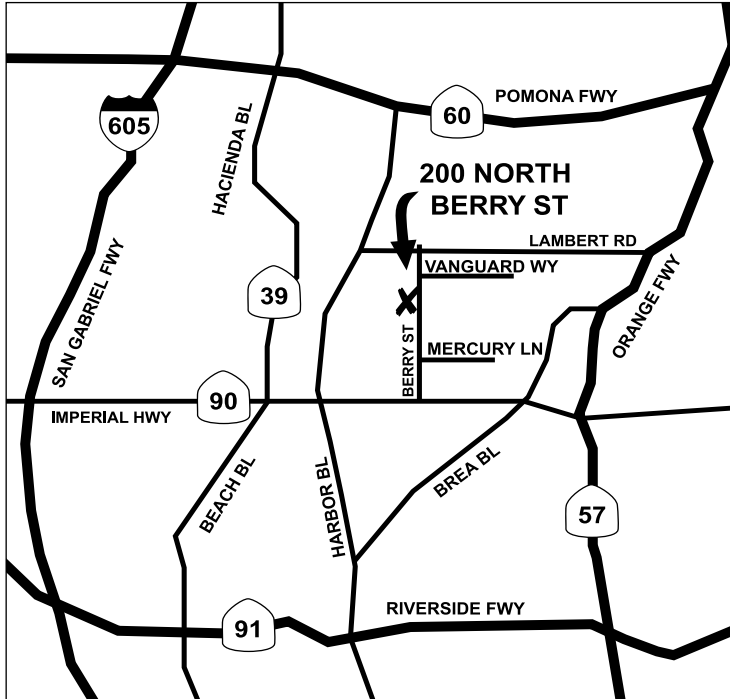 POMONA FWY
60
605
HACIENDA BL
200 NORTH
BERRY ST
LAMBERT RD
VANGUARD WY
SAN GABRIEL FWY
39
ORANGE FWY
BERRY ST
MERCURY LN
90
IMPERIAL HWY
BEACH BL
HARBOR BL
BREA BL
57
RIVERSIDE FWY
91